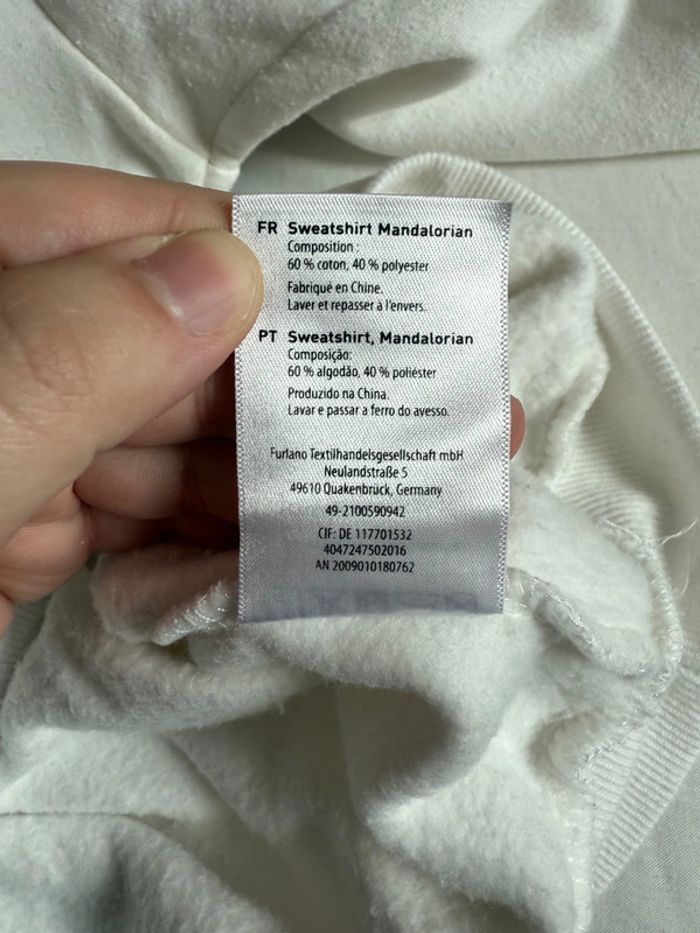 FR Sweatshirt Mandalorian
Composition :
60 % coton, 40 % polyester
Fabriqué en Chine.
Laver et repasser à l'envers.
PT Sweatshirt, Mandalorian
Composição:
60 % algodão, 40 % poliéster
Produzido na China.
Lavar e passar a ferro do avesso.
Furlano Textilhandelsgesellschaft mbH
Neulandstraße 5
49610 Quakenbrück, Germany
49-2100590942
CIF: DE 117701532
4047247502016
AN 2009010180762